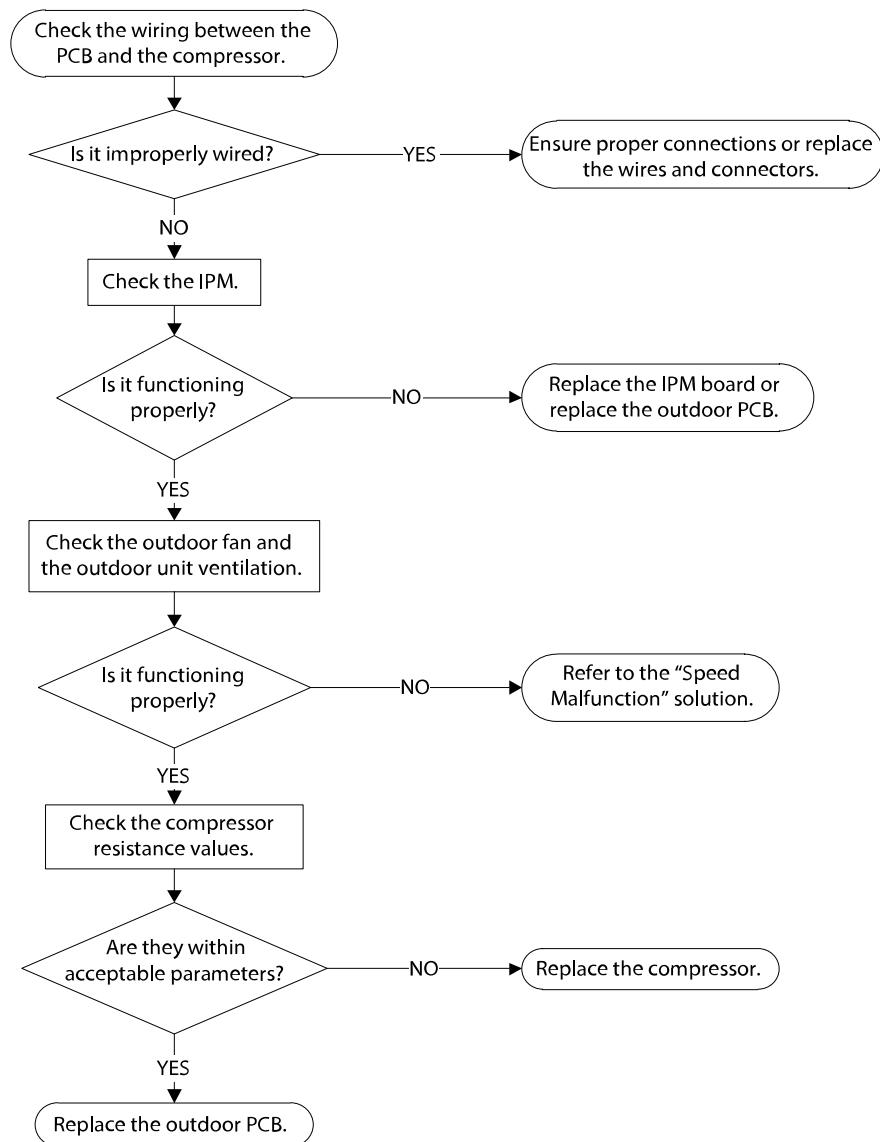 Check the wiring between the
PCB and the compressor.
Is it improperly wired?
YES
Ensure proper connections or replace
the wires and connectors.
NO
Check the IPM.
Is it functioning
properly?
NO
Replace the IPM board or
replace the outdoor PCB.
YES
Check the outdoor fan and
the outdoor unit ventilation.
Is it functioning
properly?
NO
Refer to the “Speed
Malfunction” solution.
YES
Check the compressor
resistance values.
Are they within
acceptable parameters?
NO
Replace the compressor.
YES
Replace the outdoor PCB.